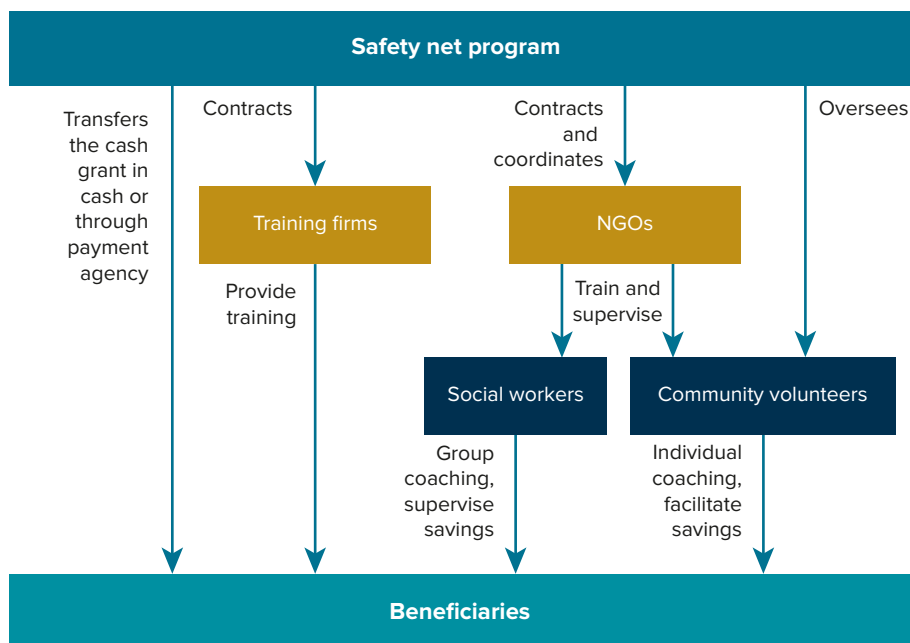 Safety net program
Transfers
the cash
grant in
cash or
through
payment
agency
Contracts
Contracts
and
coordinates
Oversees
Training firms
NGOs
Provide
training
Train and
supervise
Social workers
Community volunteers
Group
coaching,
supervise
savings
Individual
coaching,
facilitate
savings
Beneficiaries